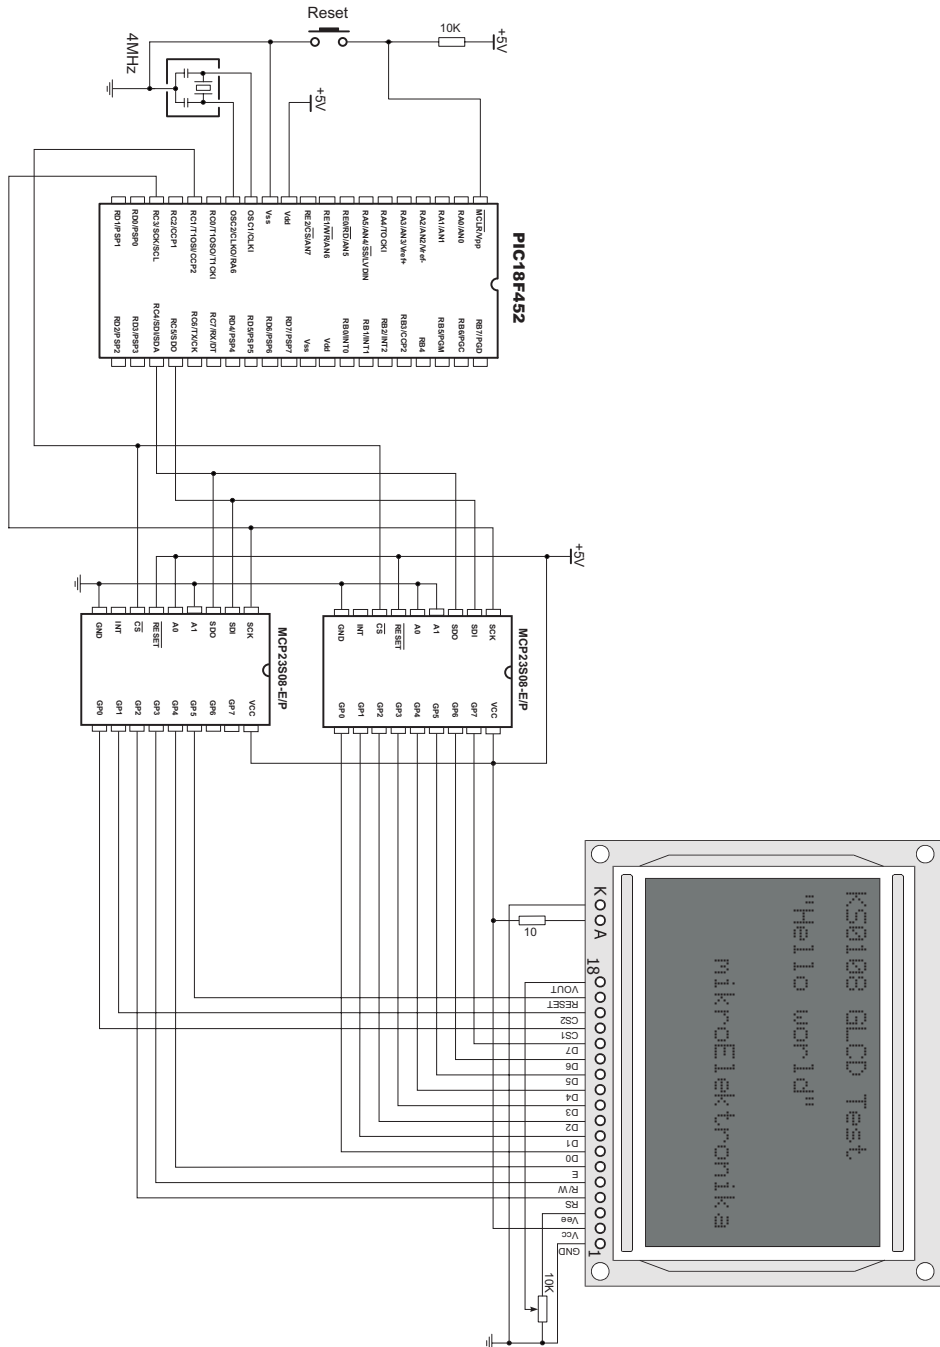 Reset
10K
+5V
4MHz
+5V
PIC18F452
MCLR/Vpp
RA0/AN0
RA1/AN1
RA2/AN2/Vref-
RA3/AN3/Vref+
RA4/TOCKI
RA5/AN4/SS/LVDIN
RE0/RD/AN5
RE1/WR/AN6
RE2/CS/AN7
Vdd
Vss
OSC1/CLKI
OSC2/CLKO/RA6
RC0/T1OSO/T1CKI
RC1/T1OSI/CCP2
RC2/CCP1
RC3/SCK/SCL
RD0/PSP0
RD1/PSP1
RB7/PGD
RB6/PGC
RB5/PGM
RB4
RB3/CCP2
RB2/INT2
RB1/INT1
RB0/INT0
Vdd
Vss
RD7/PSP7
RD6/PSP6
RD5/PSP5
RD4/PSP4
RC7/RX/DT
RC6/TX/CK
RC5/SDO
RC4/SDI/SDA
RD3/PSP3
RD2/PSP2
+5V
MCP23S08-E/P
SCK
SDI
SDO
A1
A0
RESET
CS
INT
GND
VCC
GP7
GP6
GP5
GP4
GP3
GP2
GP1
GP0
MCP23S08-E/P
SCK
SDI
SDO
A1
A0
RESET
CS
INT
GND
VCC
GP7
GP6
GP5
GP4
GP3
GP2
GP1
GP0
K
A
10
18
VOUT
RESET
CS2
CS1
D7
D6
D5
D4
D3
D2
D1
D0
E
R/W
RS
Vee
Vcc
GND
1
10K
KS0108 GLCD Test
"Hello world"
mikroElektronika